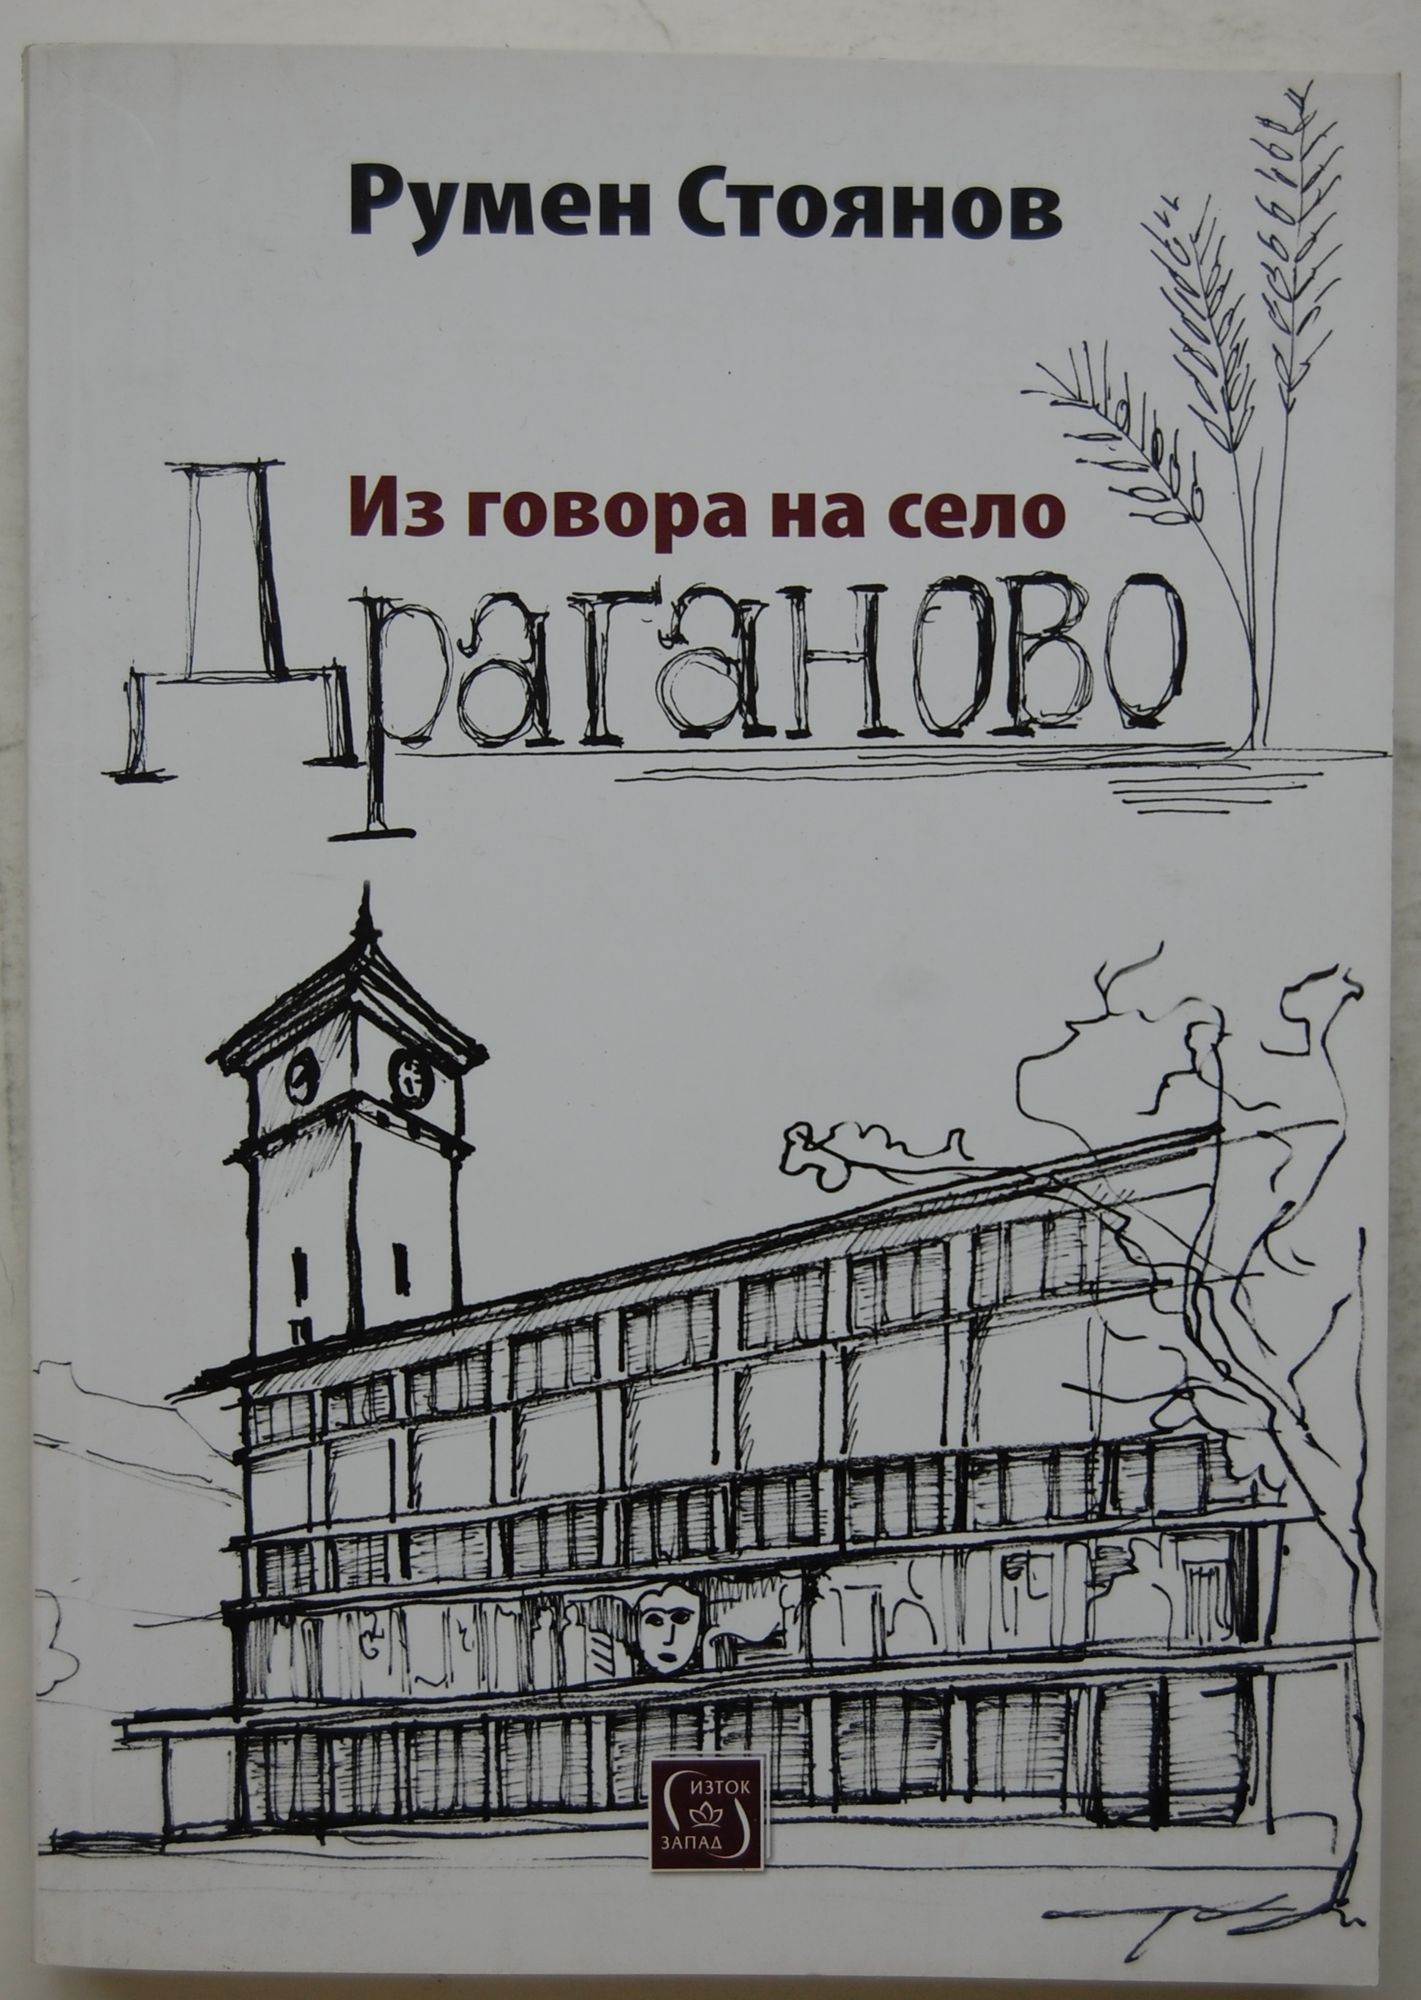 Румен Стоянов
Из говора на село
Драганово
ИЗТОК
ЗАПАД